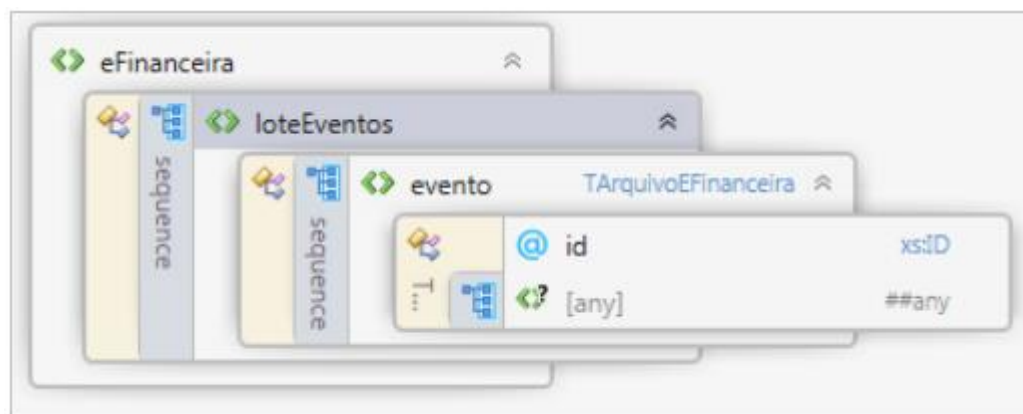 eFinanceira
sequence
loteEventos
sequence
evento TArquivoEFinanceira
T...
@ id xs:ID
? [any] ##any